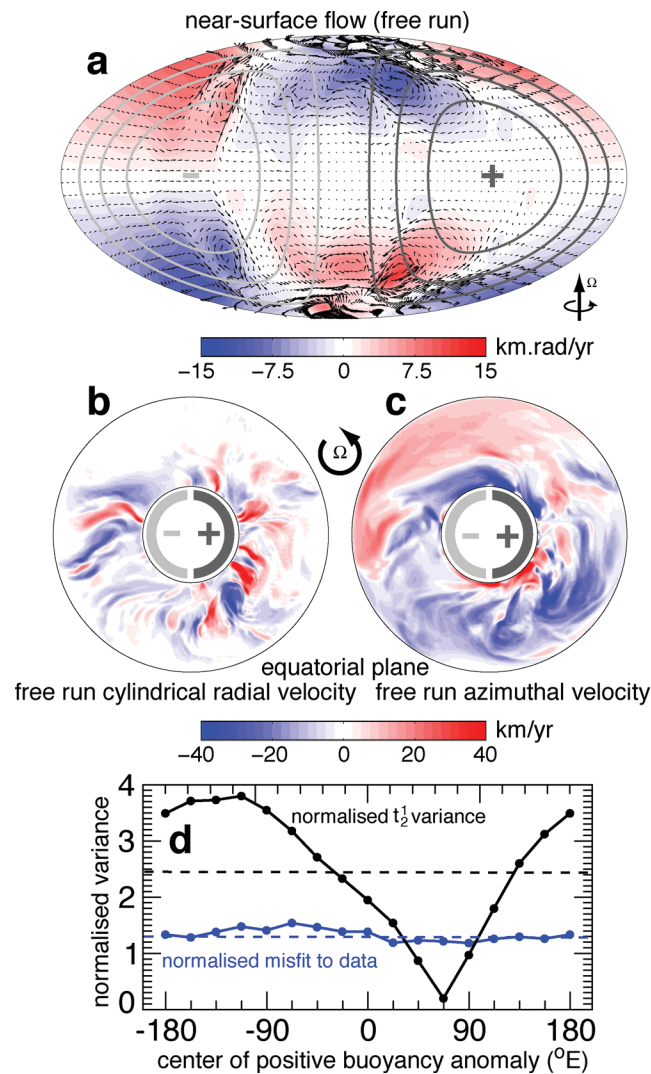 near-surface flow (free run)
a
−
+
Ω
km.rad/yr
-15 −7.5 0 7.5 15
b
c
Ω
− +
− +
equatorial plane
free run cylindrical radial velocity
free run azimuthal velocity
km/yr
−40 −20 0 20 40
4
3
2
1
0
normalised variance
d
normalised t₂¹ variance
normalised misfit to data
-180 -90 0 90 180
center of positive buoyancy anomaly (°E)